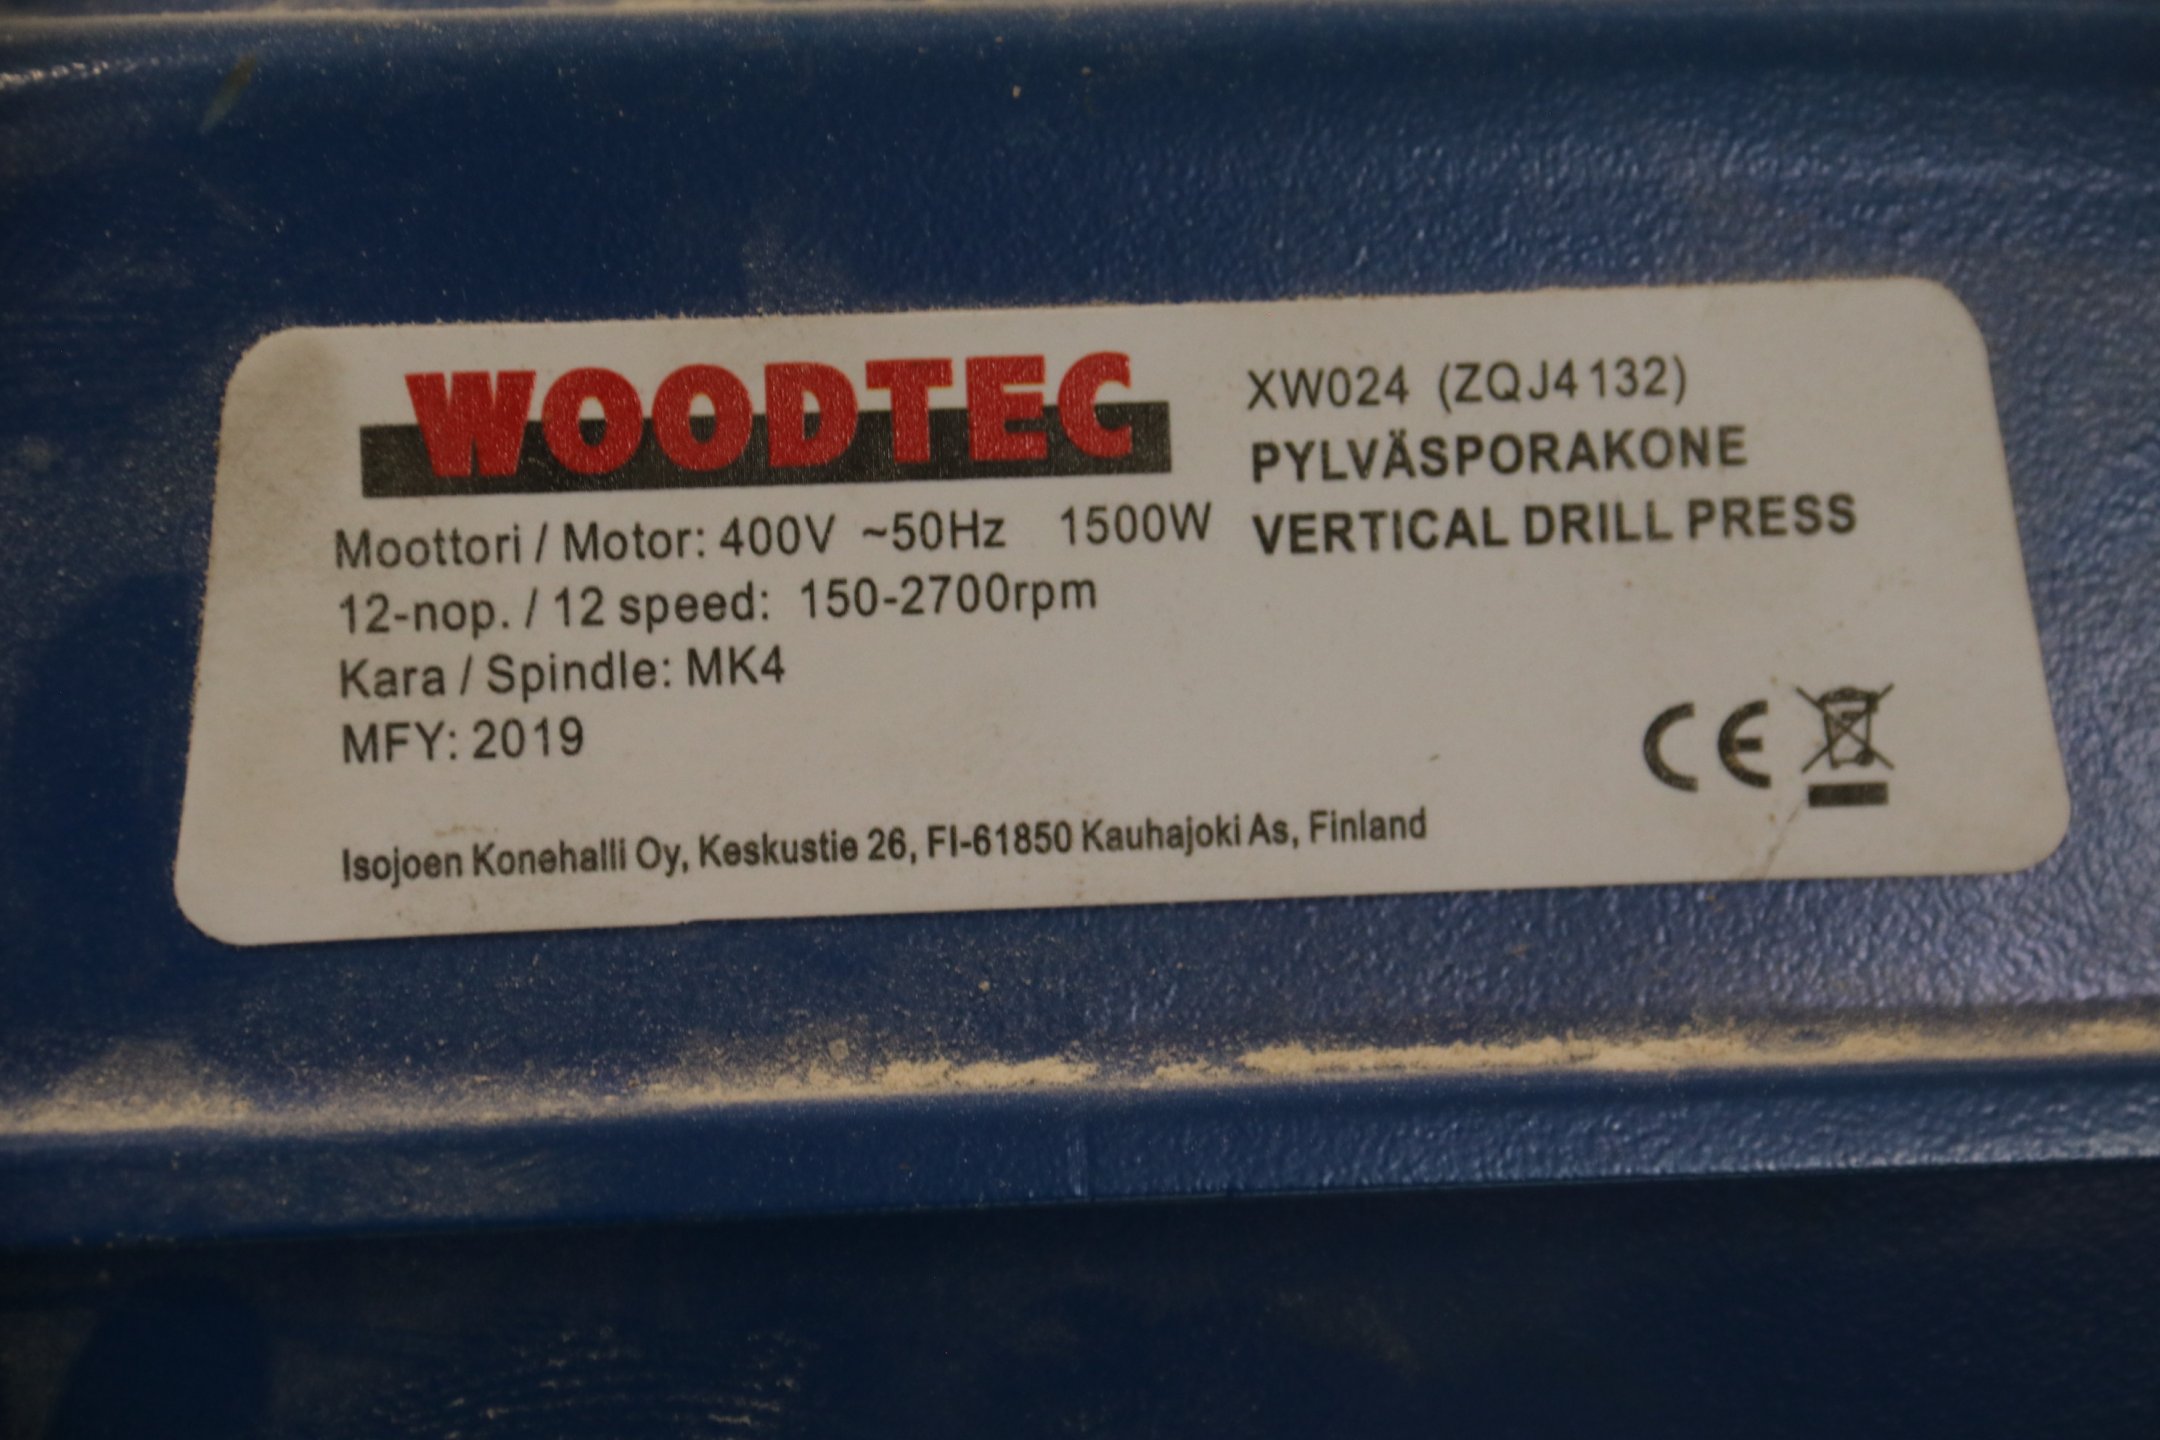 WOODTEC
XW024 (ZQJ4132)
PYLVÄSPORAKONE
VERTICAL DRILL PRESS
Moottori / Motor: 400V ~50Hz 1500W
12-nop. / 12 speed: 150-2700rpm
Kara / Spindle: MK4
MFY: 2019
CE
Isojoen Konehalli Oy, Keskustie 26, FI-61850 Kauhajoki As, Finland